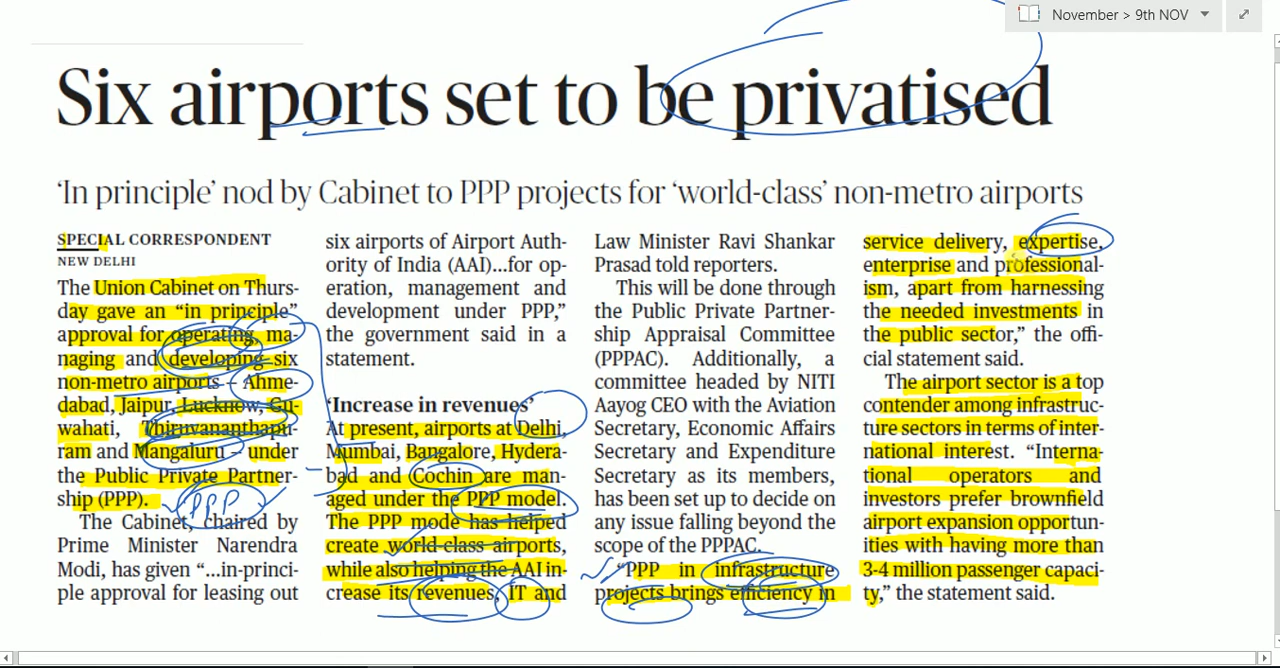 November > 9th NOV
Six airports set to be privatised
‘In principle’ nod by Cabinet to PPP projects for ‘world-class’ non-metro airports
SPECIAL CORRESPONDENT
NEW DELHI
The Union Cabinet on Thurs-
day gave an “in principle”
approval for operating, ma-
naging and developing six
non-metro airports – Ahme-
dabad, Jaipur, Lucknow, Gu-
wahati, Thiruvananthapu-
ram and Mangaluru – under
the Public Private Partner-
ship (PPP).
PPP
The Cabinet, chaired by
Prime Minister Narendra
Modi, has given “...in-princi-
ple approval for leasing out
six airports of Airport Auth-
ority of India (AAI)...for op-
eration, management and
development under PPP,”
the government said in a
statement.
‘Increase in revenues’
At present, airports at Delhi,
Mumbai, Bangalore, Hydera-
bad and Cochin are man-
aged under the PPP model.
The PPP mode has helped
create world-class airports,
while also helping the AAI in-
crease its revenues, IT and
Law Minister Ravi Shankar
Prasad told reporters.
This will be done through
the Public Private Partner-
ship Appraisal Committee
(PPPAC). Additionally, a
committee headed by NITI
Aayog CEO with the Aviation
Secretary, Economic Affairs
Secretary and Expenditure
Secretary as its members,
has been set up to decide on
any issue falling beyond the
scope of the PPPAC.
“PPP in infrastructure
projects brings efficiency in
service delivery, expertise,
enterprise and professional-
ism, apart from harnessing
the needed investments in
the public sector,” the offi-
cial statement said.
The airport sector is a top
contender among infrastruc-
ture sectors in terms of inter-
national interest. “Interna-
tional operators and
investors prefer brownfield
airport expansion opportun-
ities with having more than
3-4 million passenger capaci-
ty,” the statement said.